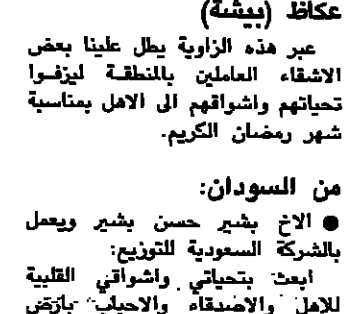 عكاظ (بيشة)
عبر هذه الزاوية يطل علينا بعض
الاشقاء العاملين بالمنطقة ليزفوا
تحياتهم واشواقهم الى الاهل بمناسبة
شهر رمضان الكريم.
من السودان:
● الاخ بشير حسن بشير ويعمل
بالشركة السعودية للتوزيع:
ابعث بتحياتي واشواقي القلبية
للاهل والاصدقاء والاحباب بارض